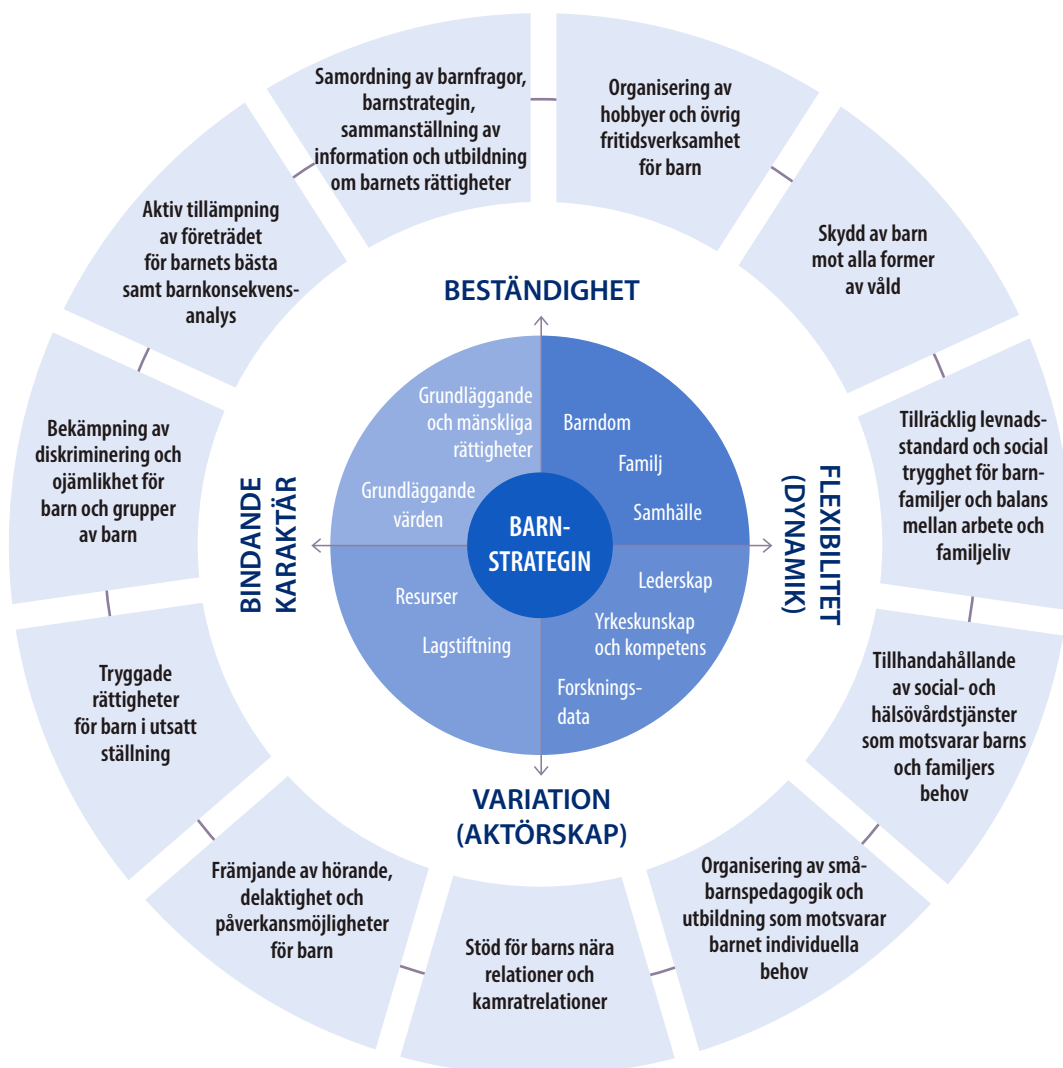 Samordning av barnfragor,
barnstrategin,
sammanställning av
information och utbildning
om barnets rättigheter
Organisering av
hobbyer och övrig
fritidsverksamhet
för barn
Skydd av barn
mot alla former
av våld
Tillräcklig levnads-
standard och social
trygghet för barn-
familjer och balans
mellan arbete och
familjeliv
Tillhandahållande
av social- och
hälsovårdstjänster
som motsvarar barns
och familjers
behov
Organisering av små-
barnspedagogik och
utbildning som motsvarar
barnet individuella
behov
Stöd för barns nära
relationer och
kamratrelationer
Främjande av hörande,
delaktighet och
påverkansmöjligheter
för barn
Tryggade
rättigheter
för barn i utsatt
ställning
Bekämpning av
diskriminering och
ojämlikhet för
barn och grupper
av barn
Aktiv tillämpning
av företrädet
för barnets bästa
samt barnkonsekvens-
analys
BESTÄNDIGHET
FLEXIBILITET
(DYNAMIK)
VARIATION
(AKTÖRSKAP)
BINDANDE
KARAKTÄR
Grundläggande
och mänskliga
rättigheter
Grundläggande
värden
Barndom
Familj
Samhälle
BARN-
STRATEGIN
Resurser
Lagstiftning
Lederskap
Yrkeskunskap
och kompetens
Forsknings-
data